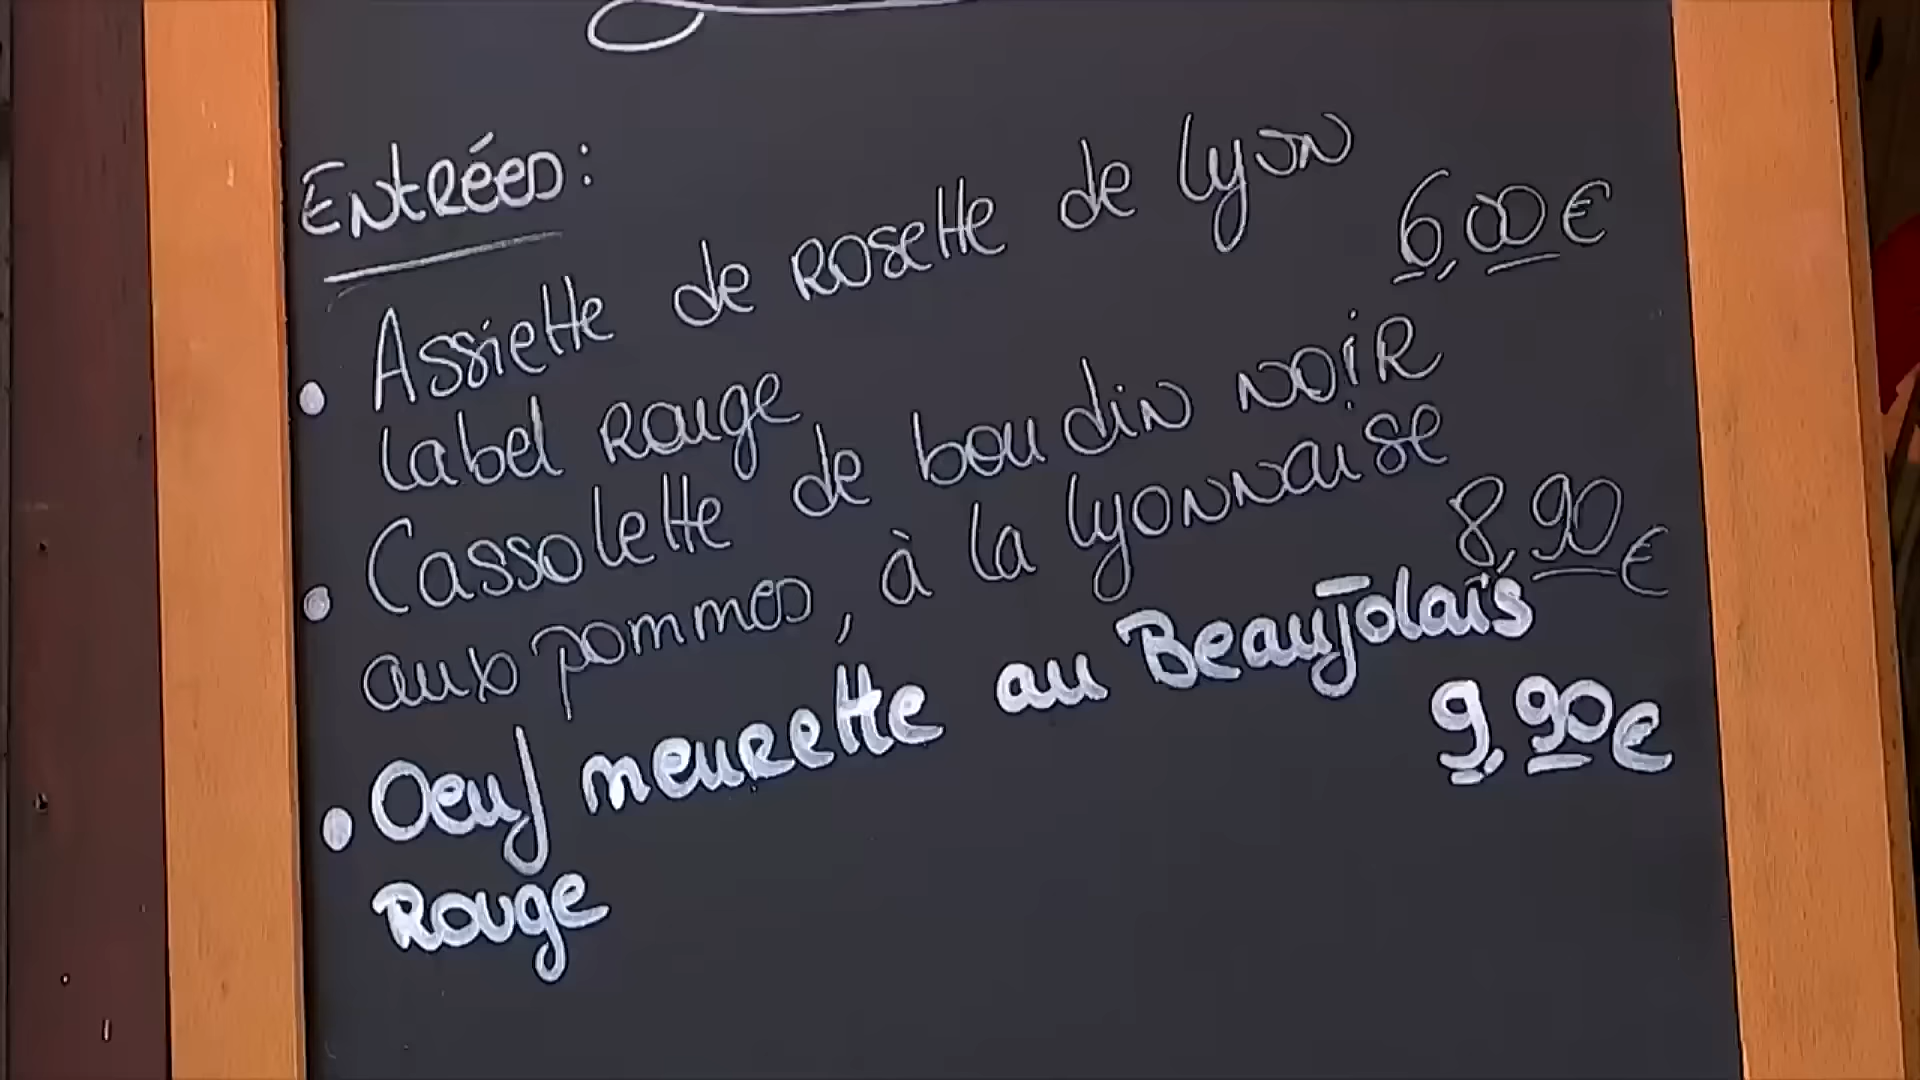 Entrées:
• Assiette de rosette de Lyon
Label Rouge 6,00€
• Cassolette de boudin noir
aux pommes, à la lyonnaise 8,90€
• Oeuf meurette au Beaujolais
Rouge 9,90€